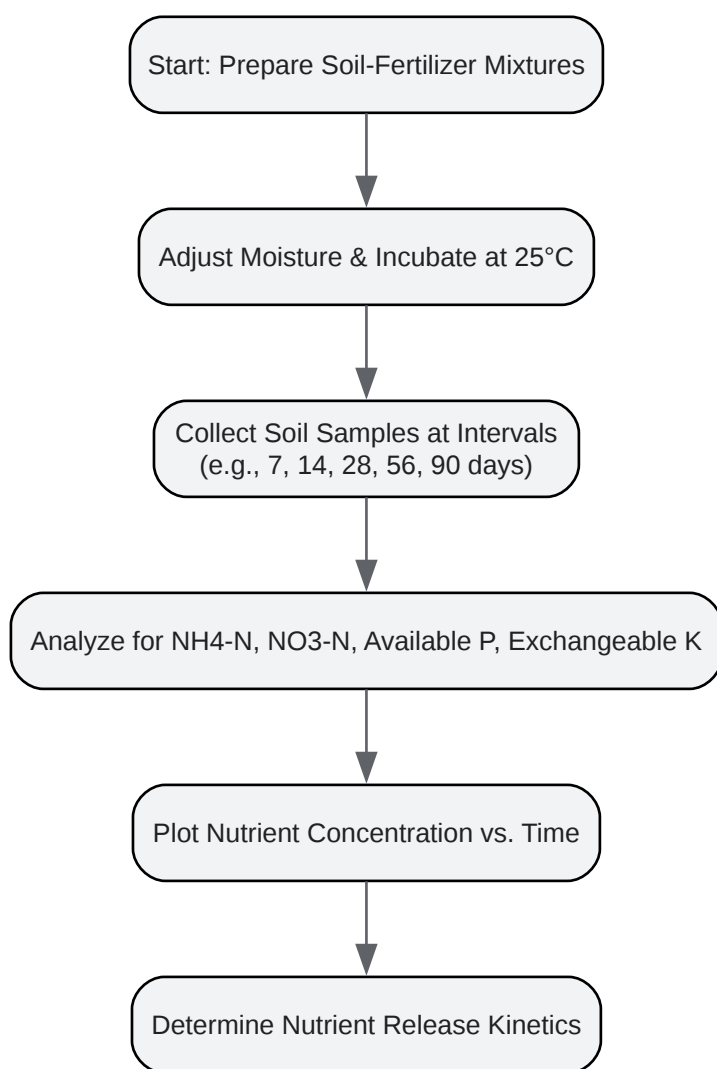 Start: Prepare Soil-Fertilizer Mixtures
Adjust Moisture & Incubate at 25°C
Collect Soil Samples at Intervals
(e.g., 7, 14, 28, 56, 90 days)
Analyze for NH4-N, NO3-N, Available P, Exchangeable K
Plot Nutrient Concentration vs. Time
Determine Nutrient Release Kinetics